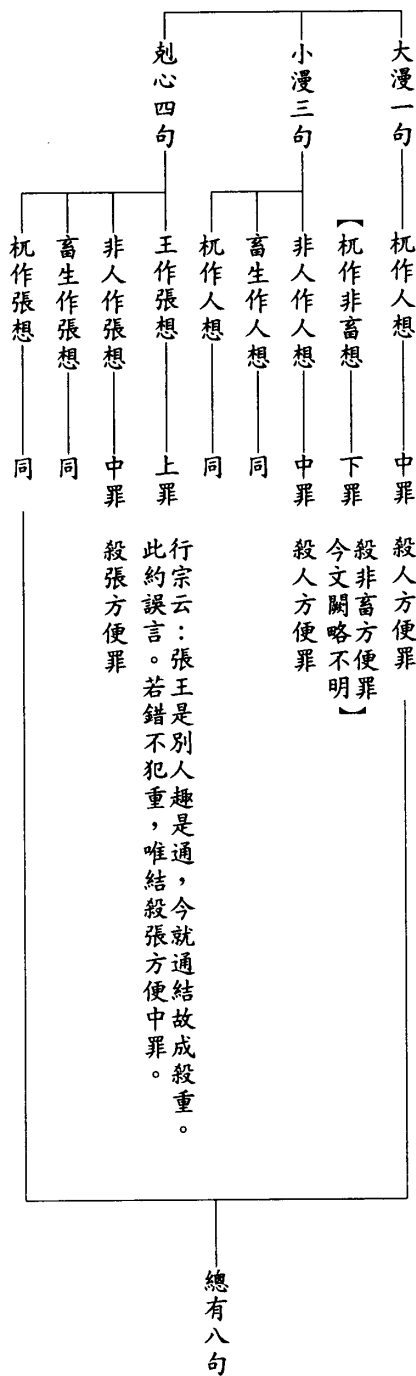 大漫一句
杌作人想
中罪
殺人方便罪
【杌作非畜想
下罪
殺非畜方便罪
今文闕略不明】
小漫三句
非人作人想
中罪
殺人方便罪
畜生作人想
同
杌作人想
同
剋心四句
王作張想
上罪
行宗云：張王是別人趣是通，今就通結故成殺重。
此約誤言。若錯不犯重，唯結殺張方便中罪。
非人作張想
中罪
殺張方便罪
畜生作張想
同
杌作張想
同
總有八句